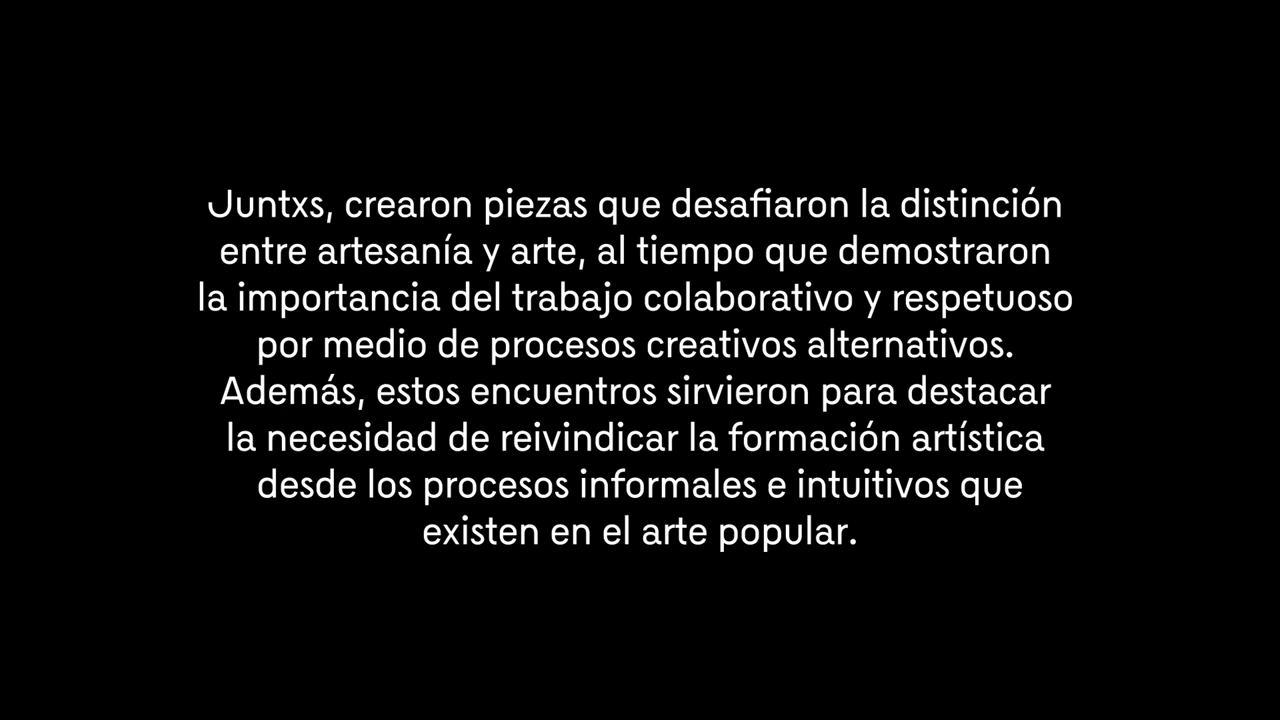 Juntxs, crearon piezas que desafiaron la distinción
entre artesanía y arte, al tiempo que demostraron
la importancia del trabajo colaborativo y respetuoso
por medio de procesos creativos alternativos.
Además, estos encuentros sirvieron para destacar
la necesidad de reivindicar la formación artística
desde los procesos informales e intuitivos que
existen en el arte popular.